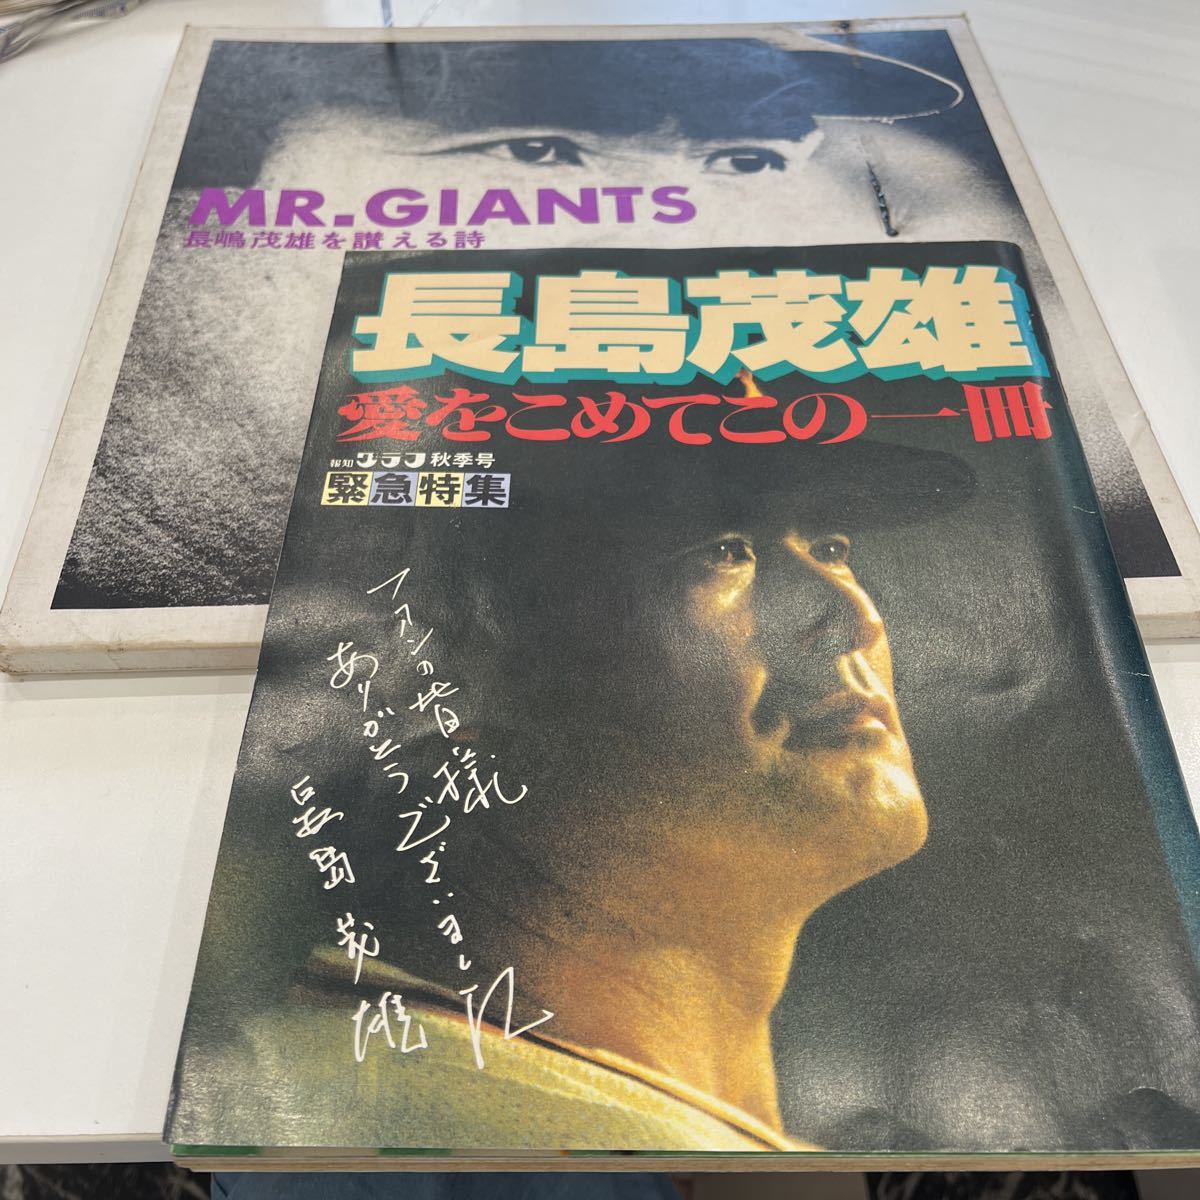 MR.GIANTS
長嶋茂雄を讃える詩
長島茂雄
愛をこめてこの一冊
報知グラフ秋季号
緊急特集
ファンの皆様
ありがとうございました
長島茂雄